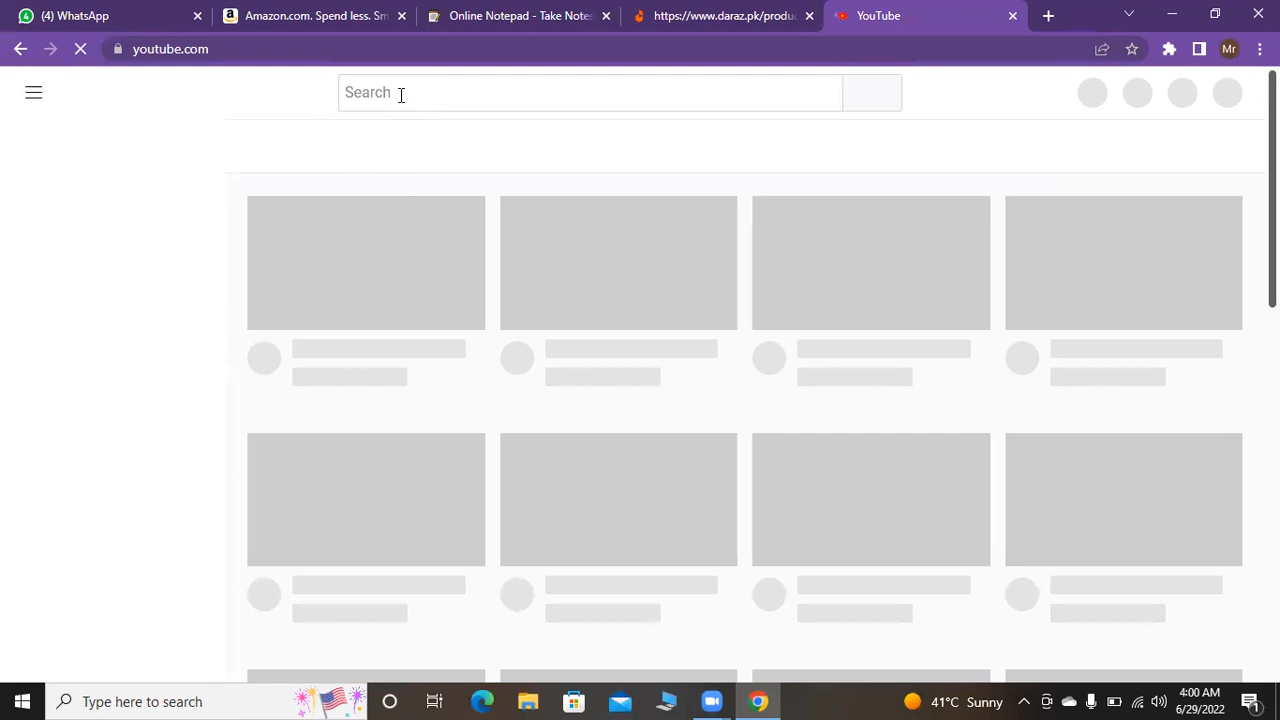 (4) WhatsApp
Amazon.com. Spend less. Sm
Online Notepad - Take Notes
https://www.daraz.pk/produ
YouTube
youtube.com
Mr
Search
Type here to search
41°C Sunny
4:00 AM
6/29/2022
1